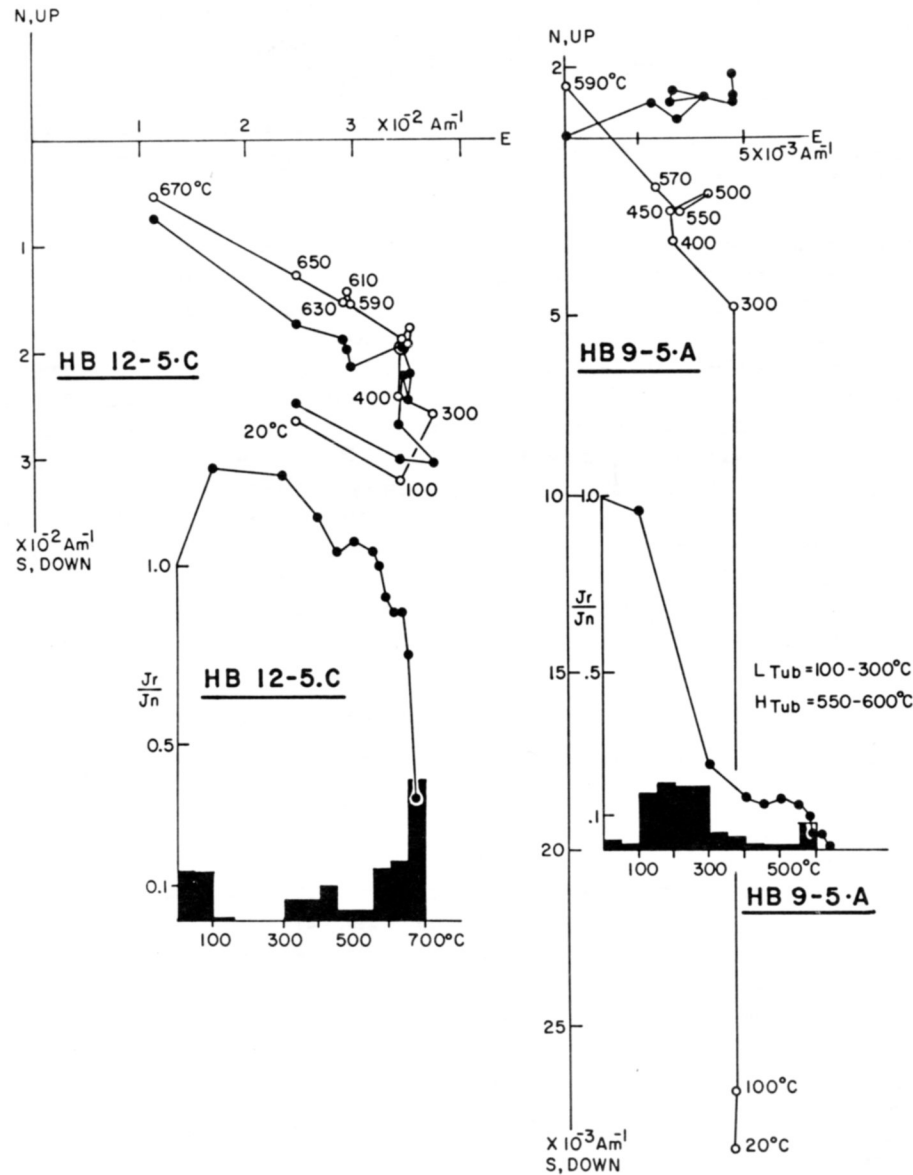 N, UP
1 2 3 X10⁻² Am⁻¹ E
670°C
650
610
630 590
1
2
HB 12-5·C
400 300
20°C
100
3
X10⁻² Am⁻¹
S, DOWN
1.0
Jr/Jn
HB 12-5.C
0.5
0.1
100 300 500 700°C
N, UP
2
590°C
E
5X10⁻³Am⁻¹
570
500
450 550
400
300
5
HB 9-5·A
10 1.0
Jr/Jn
.5
15
L Tub = 100-300°C
H Tub = 550-600°C
.1
20
100 300 500°C
HB 9-5·A
25
100°C
20°C
X10⁻³Am⁻¹
S, DOWN